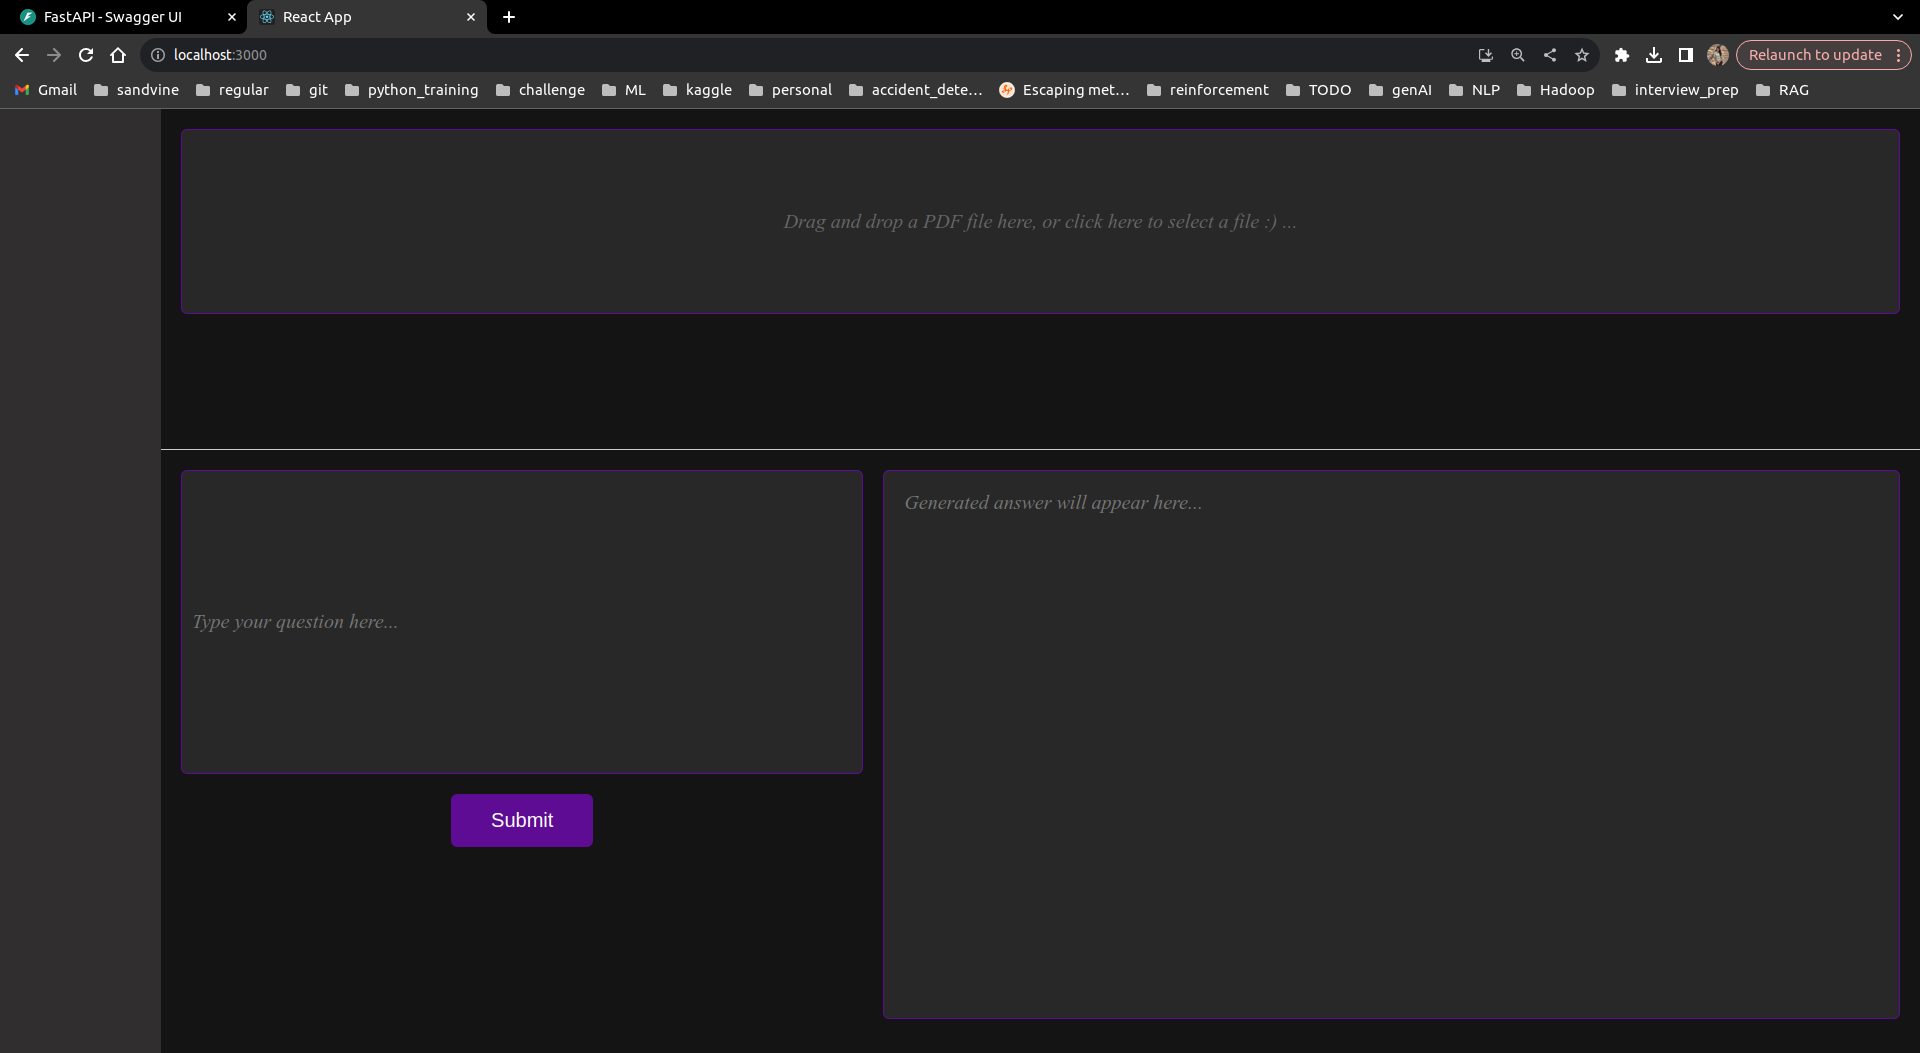 FastAPI - Swagger UI
React App
localhost:3000
Relaunch to update
Gmail sandvine regular git python_training challenge ML kaggle personal accident_dete... Escaping met... reinforcement TODO genAI NLP Hadoop interview_prep RAG
Drag and drop a PDF file here, or click here to select a file :) ...
Type your question here...
Submit
Generated answer will appear here...